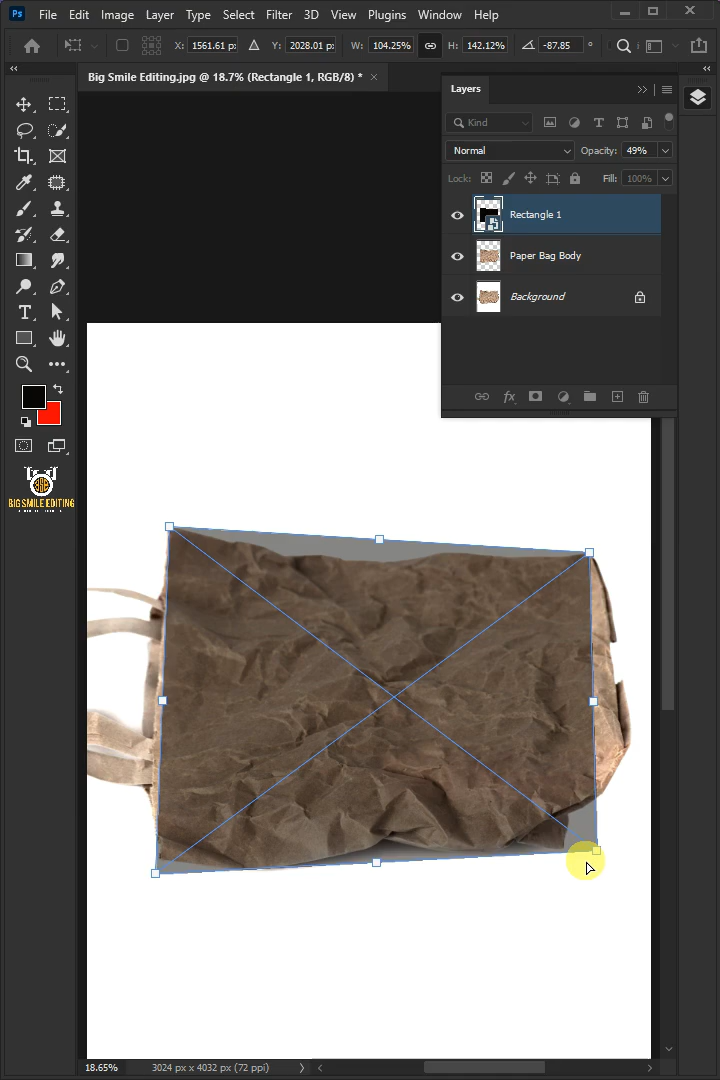 Ps File Edit Image Layer Type Select Filter 3D View Plugins Window Help
X: 1561.61 px Y: 2028.01 px W: 104.25% H: 142.12% -87.85 °
Big Smile Editing.jpg @ 18.7% (Rectangle 1, RGB/8) *
Layers
Kind
Normal Opacity: 49%
Lock: Fill: 100%
Rectangle 1
Paper Bag Body
Background
fx
BIG SMILE EDITING
18.65% 3024 px x 4032 px (72 ppi)